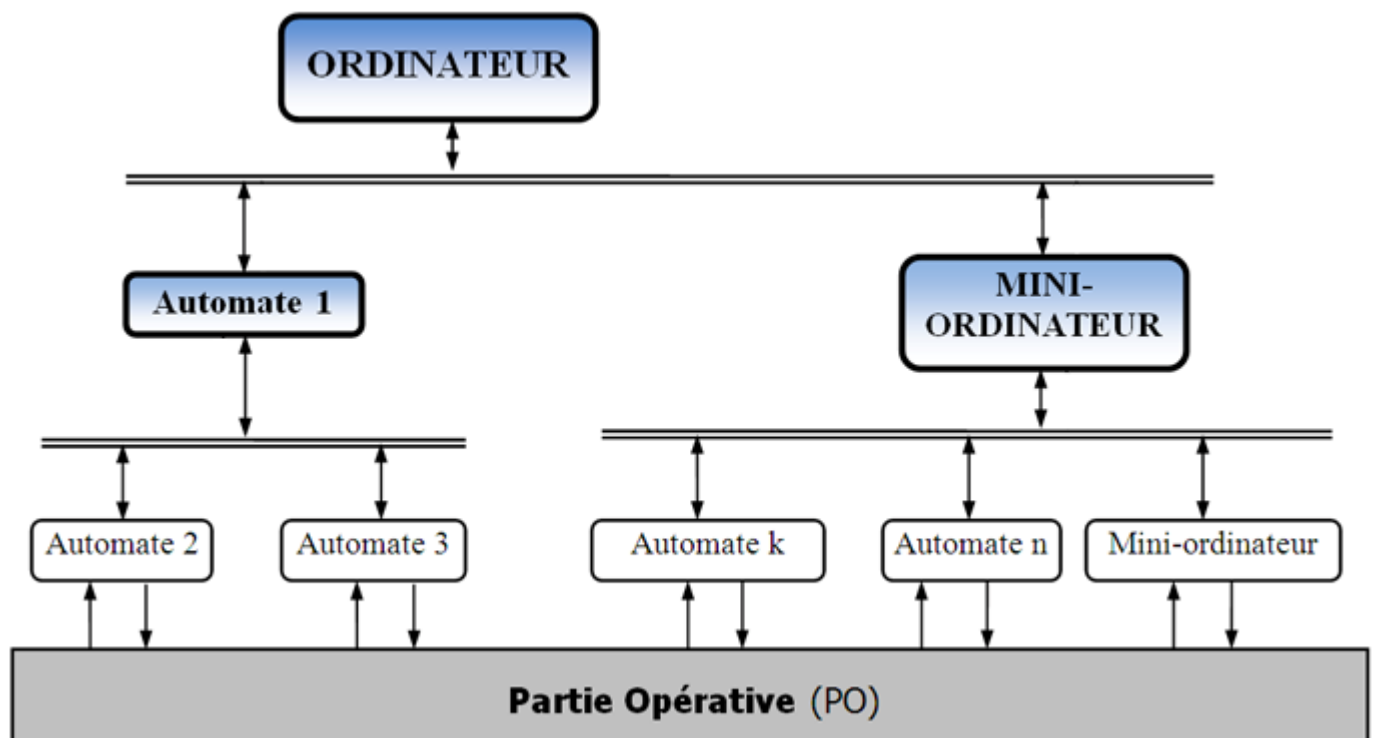 ORDINATEUR
Automate 1
MINI-
ORDINATEUR
Automate 2
Automate 3
Automate k
Automate n
Mini-ordinateur
Partie Opérative (PO)